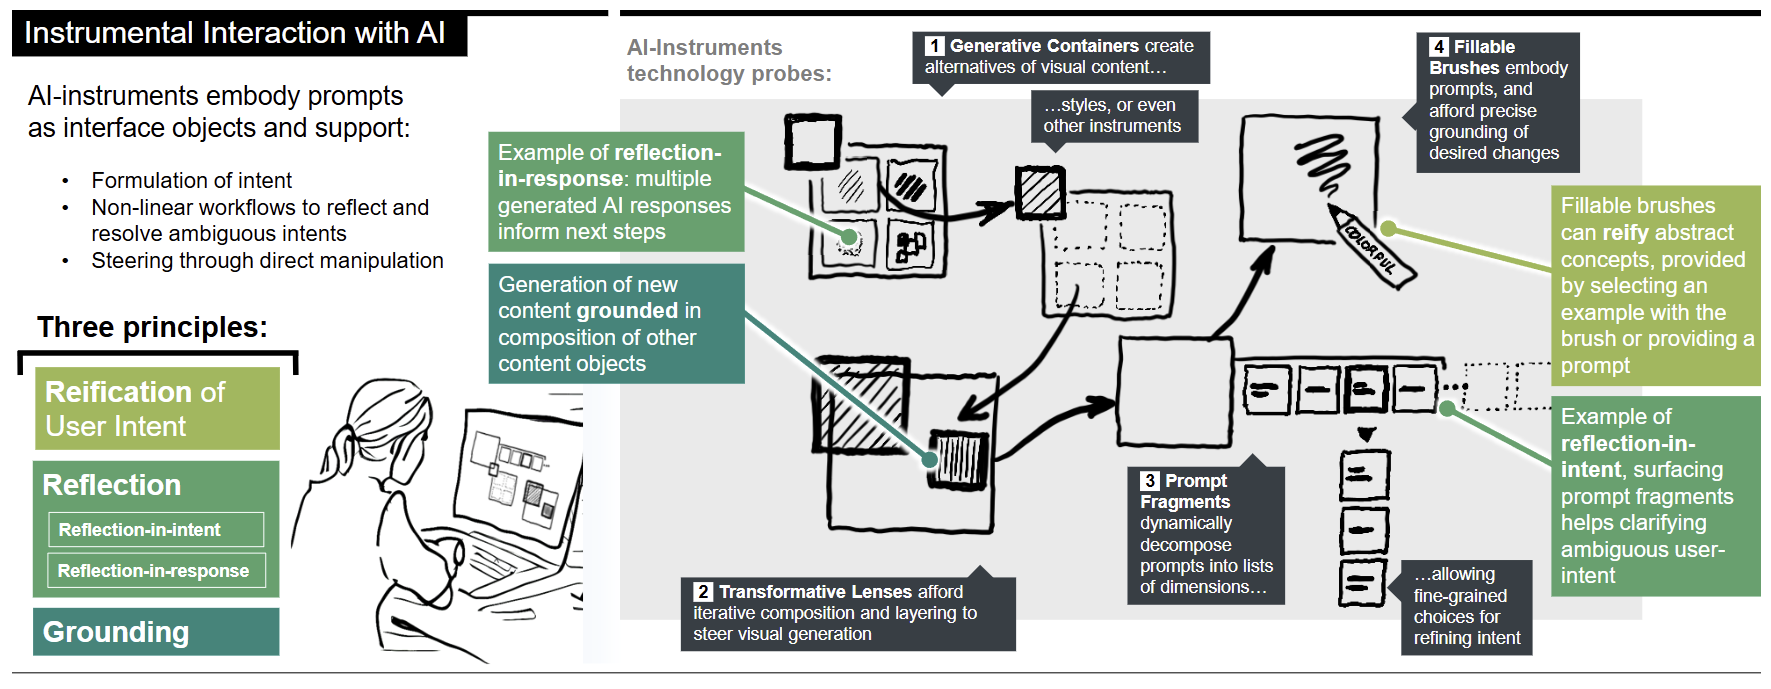 Instrumental Interaction with AI
AI-instruments embody prompts
as interface objects and support:
• Formulation of intent
• Non-linear workflows to reflect and
resolve ambiguous intents
• Steering through direct manipulation
Three principles:
Reification of
User Intent
Reflection
Reflection-in-intent
Reflection-in-response
Grounding
AI-Instruments
technology probes:
1 Generative Containers create
alternatives of visual content…
…styles, or even
other instruments
4 Fillable
Brushes embody
prompts, and
afford precise
grounding of
desired changes
Example of reflection-
in-response: multiple
generated AI responses
inform next steps
Generation of new
content grounded in
composition of other
content objects
COLORFUL
Fillable brushes
can reify abstract
concepts, provided
by selecting an
example with the
brush or providing a
prompt
Example of
reflection-in-
intent, surfacing
prompt fragments
helps clarifying
ambiguous user-
intent
3 Prompt
Fragments
dynamically
decompose
prompts into lists
of dimensions…
…allowing
fine-grained
choices for
refining intent
2 Transformative Lenses afford
iterative composition and layering to
steer visual generation